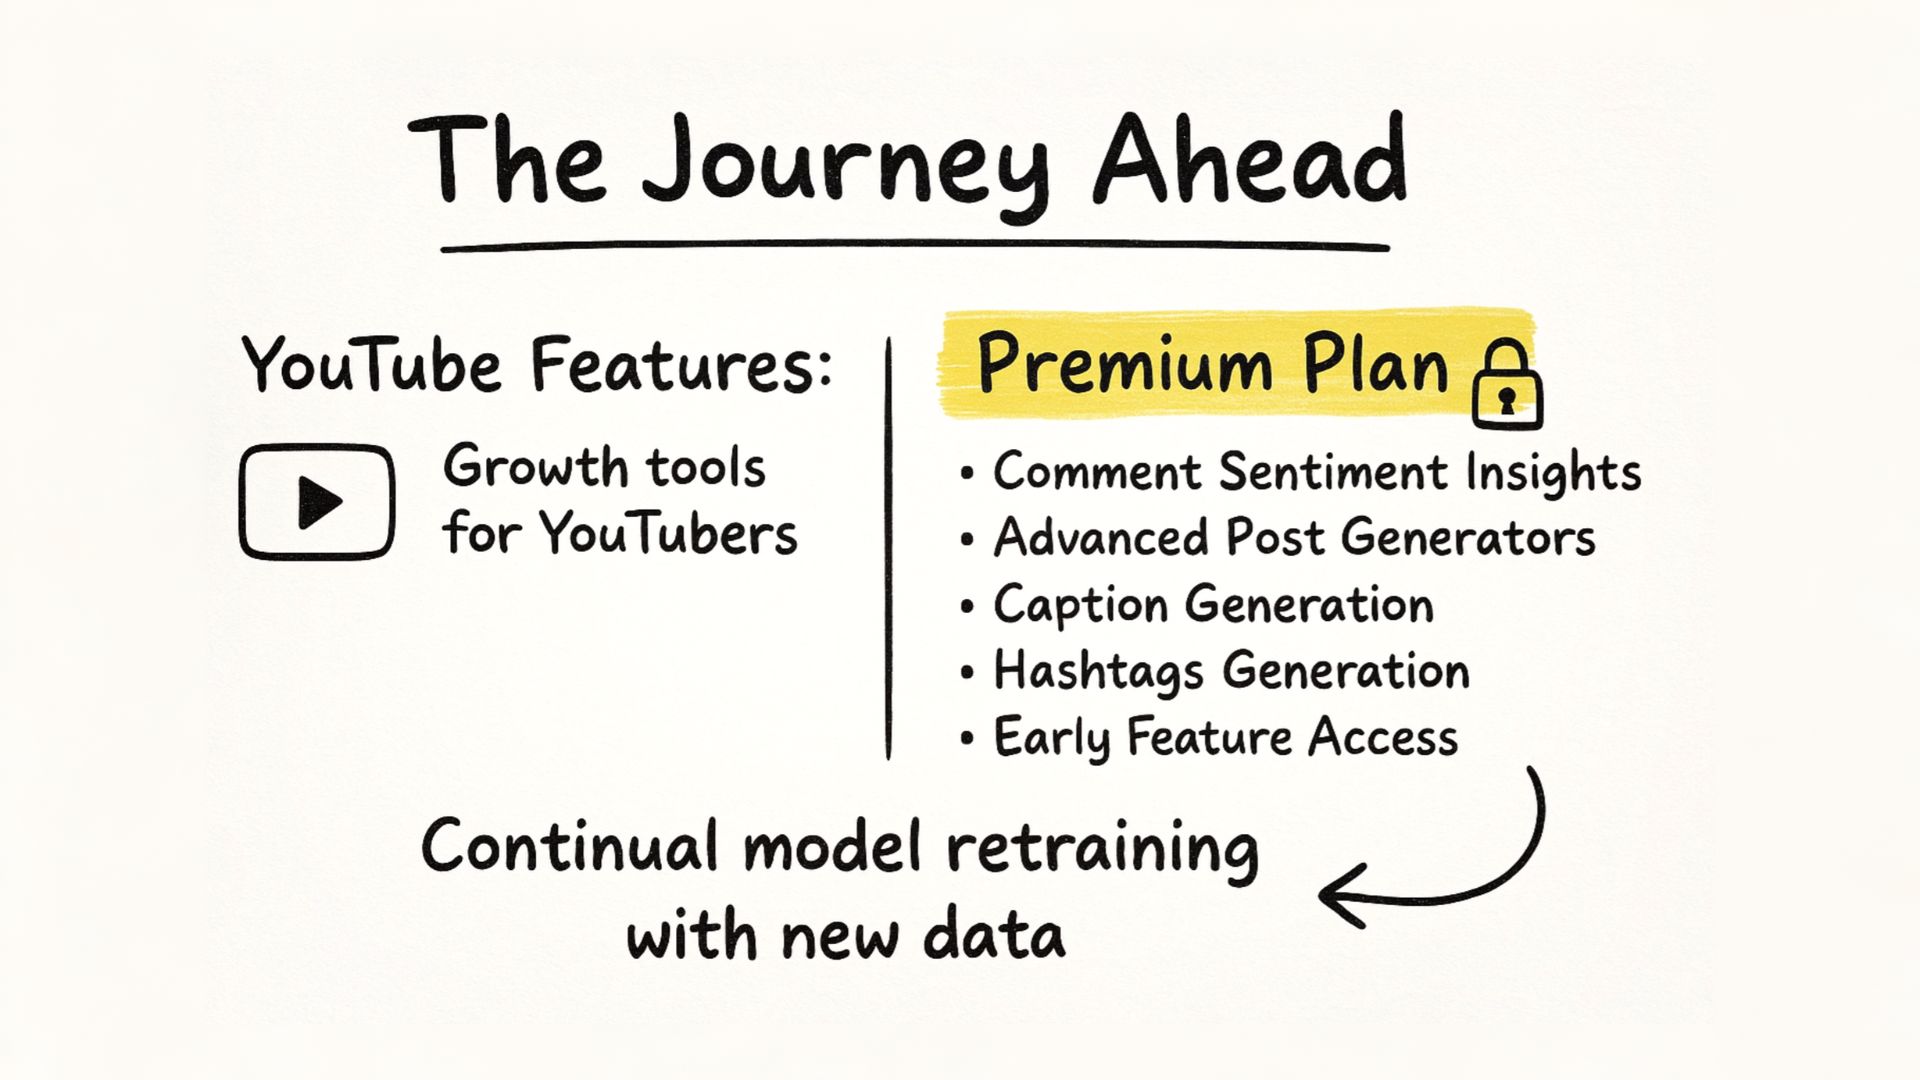 The Journey Ahead
YouTube Features:
Growth tools
for YouTubers
Premium Plan
• Comment Sentiment Insights
• Advanced Post Generators
• Caption Generation
• Hashtags Generation
• Early Feature Access
Continual model retraining
with new data